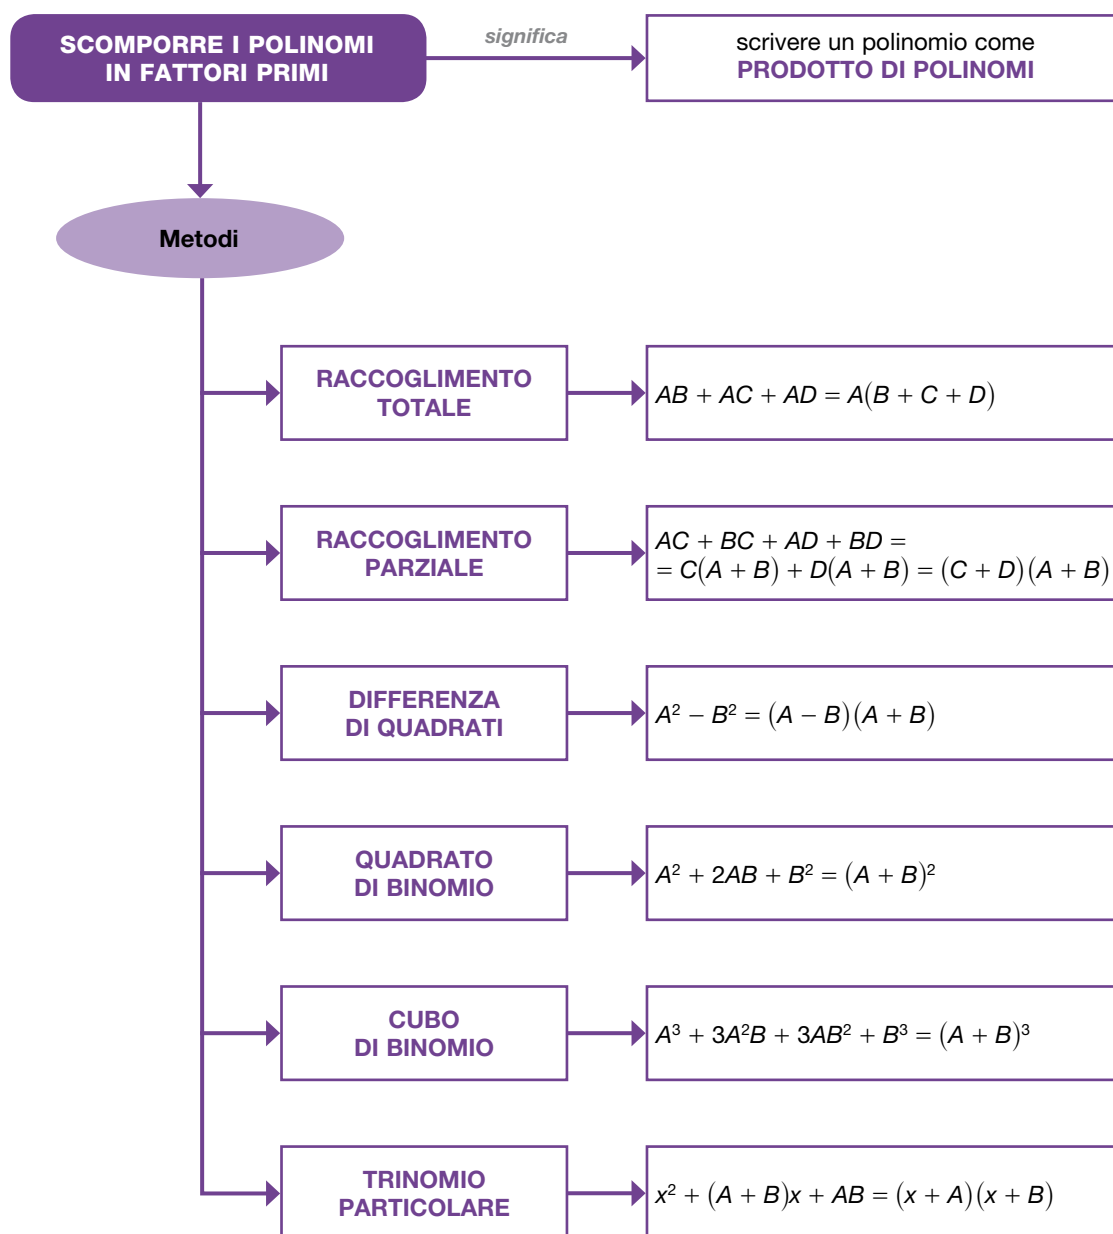 SCOMPORRE I POLINOMI
IN FATTORI PRIMI
significa
scrivere un polinomio come
PRODOTTO DI POLINOMI
Metodi
RACCOGLIMENTO
TOTALE
AB + AC + AD = A(B + C + D)
RACCOGLIMENTO
PARZIALE
AC + BC + AD + BD =
= C(A + B) + D(A + B) = (C + D)(A + B)
DIFFERENZA
DI QUADRATI
A² − B² = (A − B)(A + B)
QUADRATO
DI BINOMIO
A² + 2AB + B² = (A + B)²
CUBO
DI BINOMIO
A³ + 3A²B + 3AB² + B³ = (A + B)³
TRINOMIO
PARTICOLARE
x² + (A + B)x + AB = (x + A)(x + B)